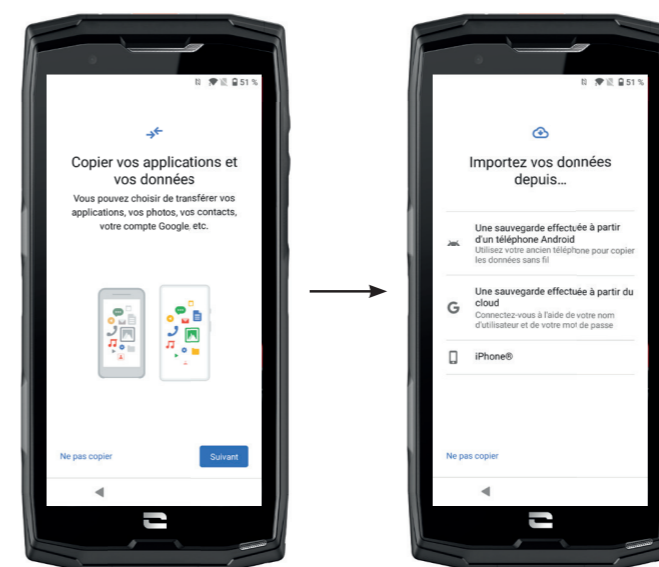 51 %
Copier vos applications et
vos données
Vous pouvez choisir de transférer vos
applications, vos photos, vos contacts,
votre compte Google, etc.
Ne pas copier
Suivant
51 %
Importez vos données
depuis...
Une sauvegarde effectuée à partir
d'un téléphone Android
Utilisez votre ancien téléphone pour copier
les données sans fil
Une sauvegarde effectuée à partir du
cloud
Connectez-vous à l'aide de votre nom
d'utilisateur et de votre mot de passe
iPhone®
Ne pas copier